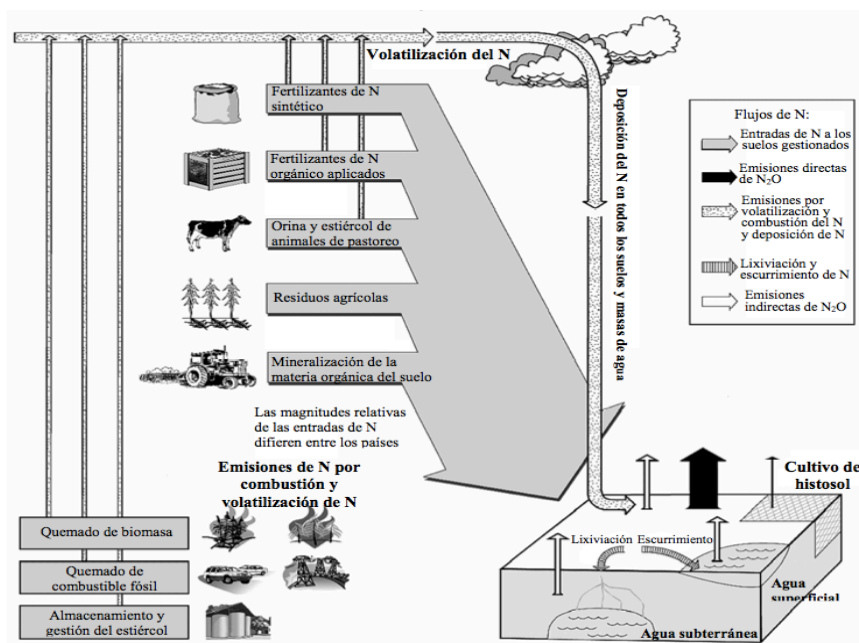 Volatilización del N
Fertilizantes de N
sintético
Fertilizantes de N
orgánico aplicados
Orina y estiércol de
animales de pastoreo
Residuos agrícolas
Mineralización de la
materia orgánica del suelo
Las magnitudes relativas
de las entradas de N
difieren entre los países
Deposición del N en todos los suelos y masas de agua
Flujos de N:
Entradas de N a los
suelos gestionados
Emisiones directas
de N₂O
Emisiones por
volatilización y
combustión del N
y deposición de N
Lixiviación y
escurrimiento de N
Emisiones
indirectas de N₂O
Emisiones de N por
combustión y
volatilización de N
Quemado de biomasa
Quemado de
combustible fósil
Almacenamiento y
gestión del estiércol
Cultivo de
histosol
Lixiviación Escurrimiento
Agua
superficial
Agua subterránea